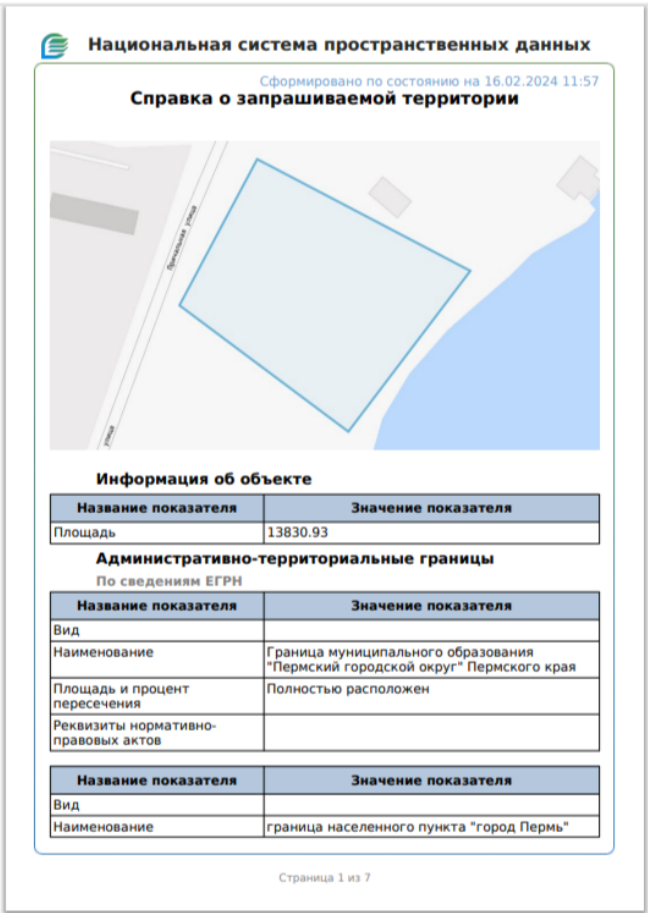 Национальная система пространственных данных
Сформировано по состоянию на 16.02.2024 11:57
Справка о запрашиваемой территории
Причальная улица
улица
Информация об объекте
Название показателя Значение показателя
Площадь 13830.93
Административно-территориальные границы
По сведениям ЕГРН
Название показателя Значение показателя
Вид
Наименование Граница муниципального образования
"Пермский городской округ" Пермского края
Площадь и процент Полностью расположен
пересечения
Реквизиты нормативно-
правовых актов
Название показателя Значение показателя
Вид
Наименование граница населенного пункта "город Пермь"
Страница 1 из 7